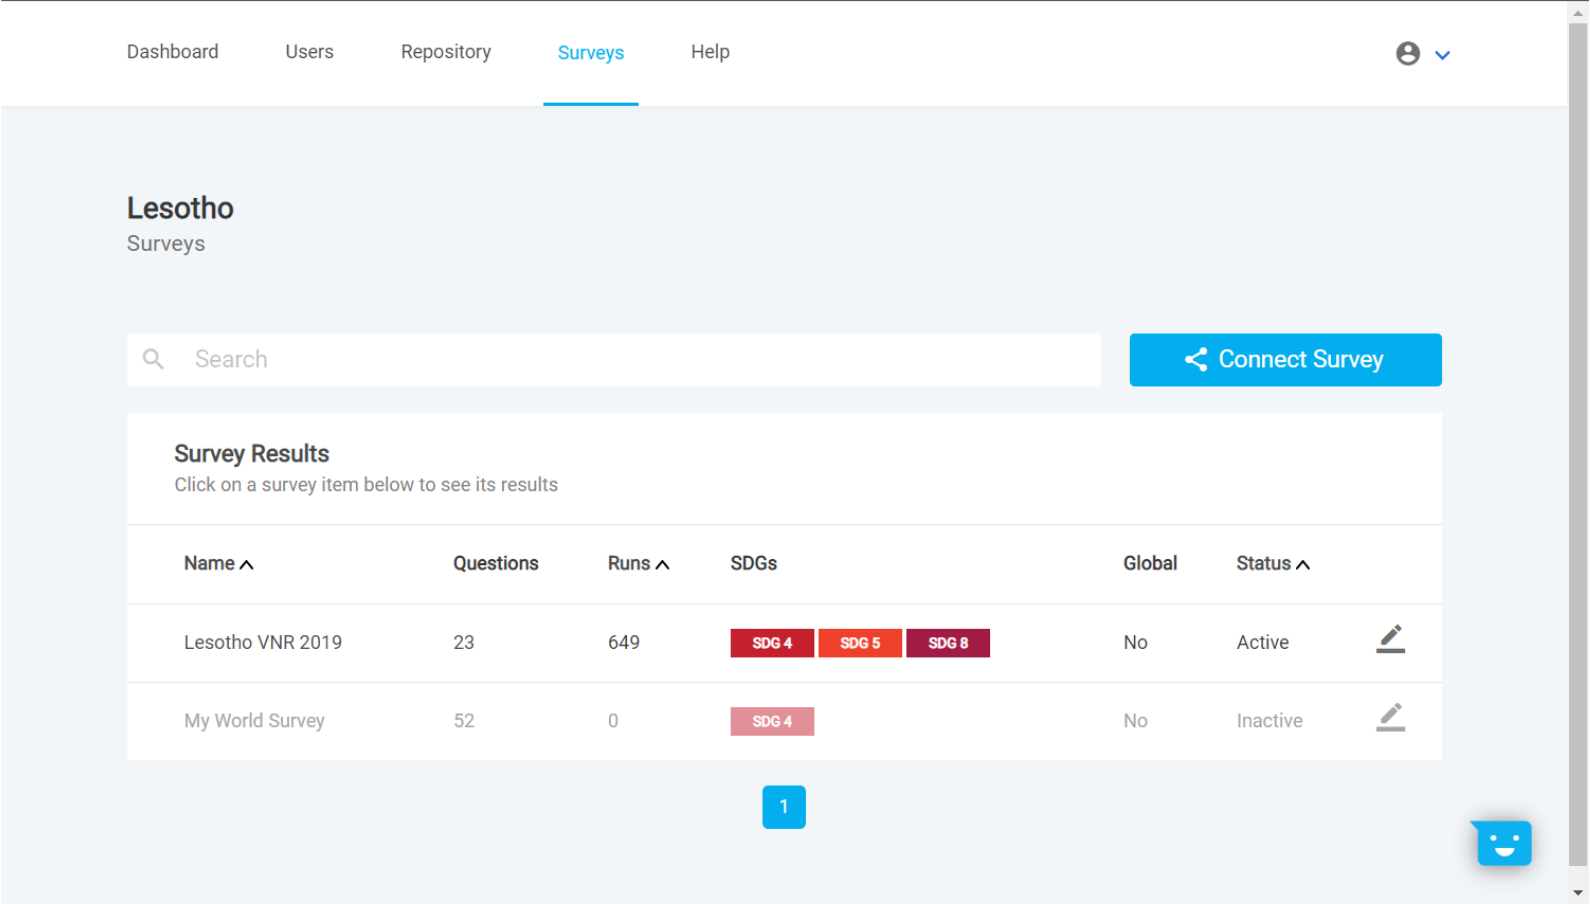 Dashboard Users Repository Surveys Help
Lesotho
Surveys
Search
Connect Survey
Survey Results
Click on a survey item below to see its results
Name Questions Runs SDGs Global Status
Lesotho VNR 2019 23 649 SDG 4 SDG 5 SDG 8 No Active
My World Survey 52 0 SDG 4 No Inactive
1